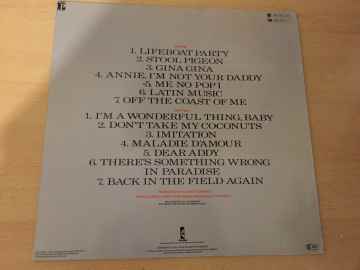 1. LIFEBOAT PARTY
2. STOOL PIGEON
3. GINA GINA
4. ANNIE, I'M NOT YOUR DADDY
5. ME NO POP I
6. LATIN MUSIC
7. OFF THE COAST OF ME
1. I'M A WONDERFUL THING, BABY
2. DON'T TAKE MY COCONUTS
3. IMITATION
4. MALADIE D'AMOUR
5. DEAR ADDY
6. THERE'S SOMETHING WRONG
IN PARADISE
7. BACK IN THE FIELD AGAIN